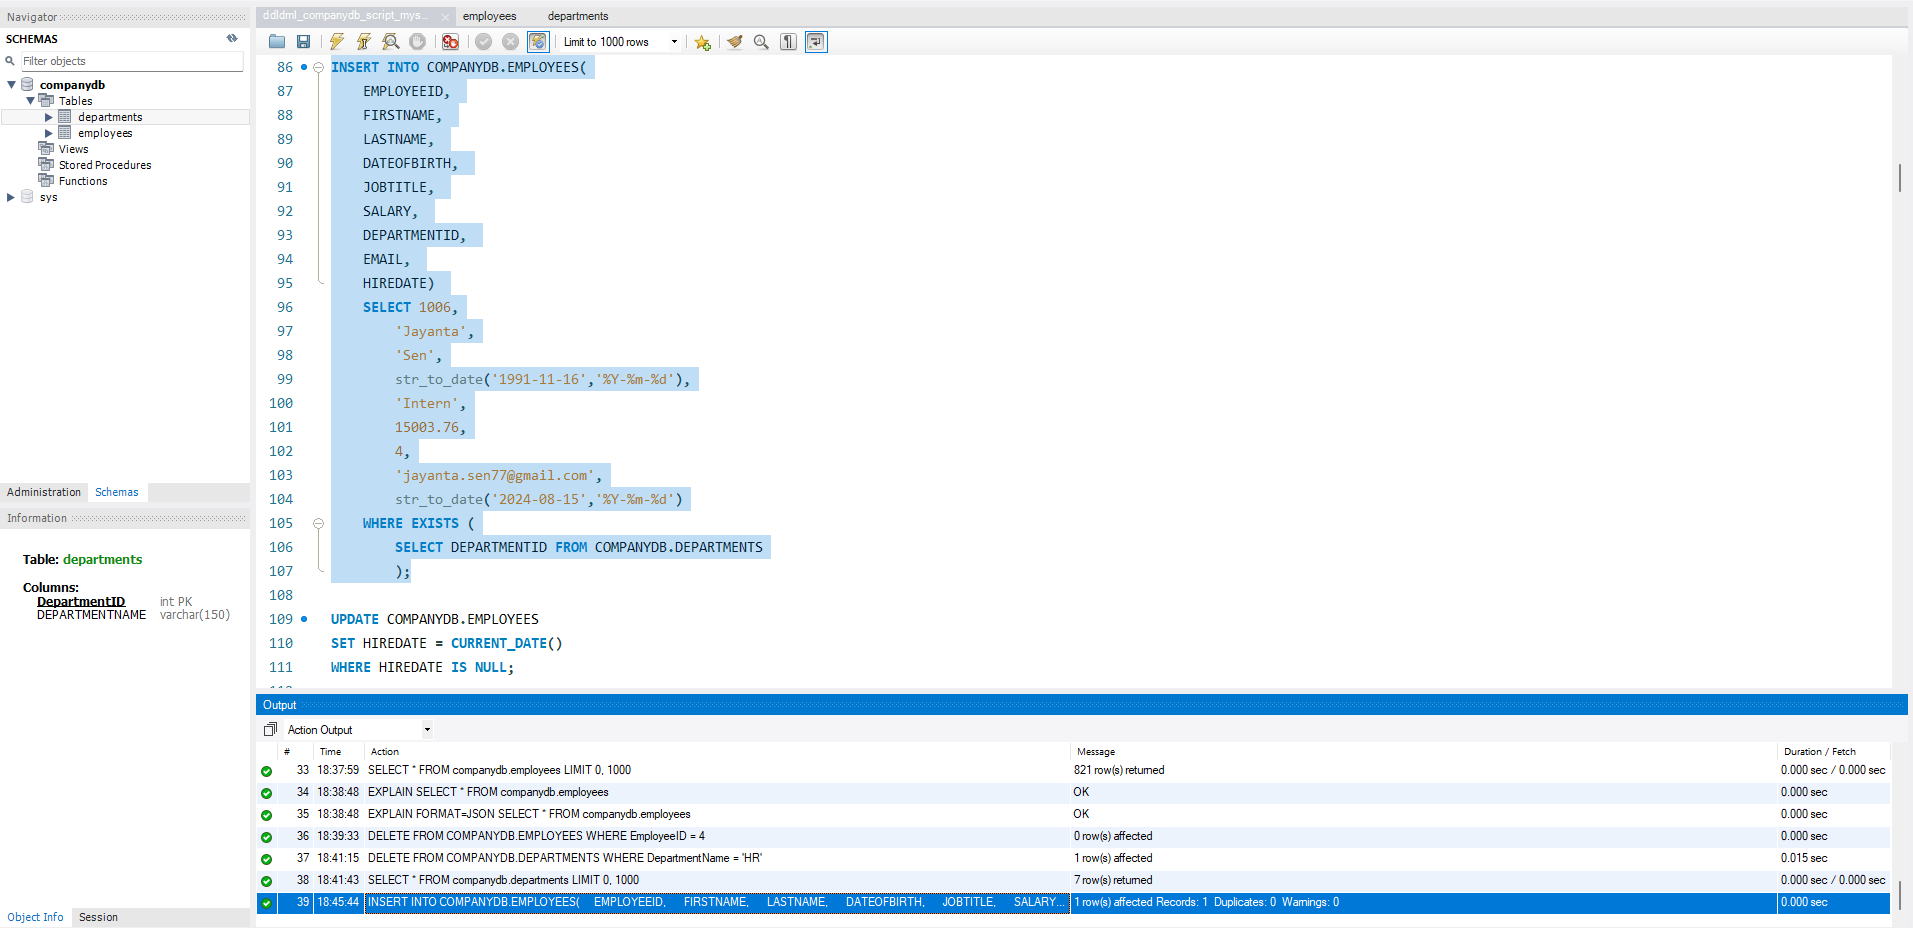 Navigator
SCHEMAS
Filter objects
companydb
Tables
departments
employees
Views
Stored Procedures
Functions
sys
Administration Schemas
Information
Table: departments
Columns:
DepartmentID int PK
DEPARTMENTNAME varchar(150)
Object Info Session
ddldml_companydb_script_mys... employees departments
Limit to 1000 rows
86 INSERT INTO COMPANYDB.EMPLOYEES(
87 EMPLOYEEID,
88 FIRSTNAME,
89 LASTNAME,
90 DATEOFBIRTH,
91 JOBTITLE,
92 SALARY,
93 DEPARTMENTID,
94 EMAIL,
95 HIREDATE)
96 SELECT 1006,
97 'Jayanta',
98 'Sen',
99 str_to_date('1991-11-16','%Y-%m-%d'),
100 'Intern',
101 15003.76,
102 4,
103 'jayanta.sen77@gmail.com',
104 str_to_date('2024-08-15','%Y-%m-%d')
105 WHERE EXISTS (
106 SELECT DEPARTMENTID FROM COMPANYDB.DEPARTMENTS
107 );
108
109 UPDATE COMPANYDB.EMPLOYEES
110 SET HIREDATE = CURRENT_DATE()
111 WHERE HIREDATE IS NULL;
Output
Action Output
# Time Action Message Duration / Fetch
33 18:37:59 SELECT * FROM companydb.employees LIMIT 0, 1000 821 row(s) returned 0.000 sec / 0.000 sec
34 18:38:48 EXPLAIN SELECT * FROM companydb.employees OK 0.000 sec
35 18:38:48 EXPLAIN FORMAT=JSON SELECT * FROM companydb.employees OK 0.000 sec
36 18:39:33 DELETE FROM COMPANYDB.EMPLOYEES WHERE EmployeeID = 4 0 row(s) affected 0.000 sec
37 18:41:15 DELETE FROM COMPANYDB.DEPARTMENTS WHERE DepartmentName = 'HR' 1 row(s) affected 0.015 sec
38 18:41:43 SELECT * FROM companydb.departments LIMIT 0, 1000 7 row(s) returned 0.000 sec / 0.000 sec
39 18:45:44 INSERT INTO COMPANYDB.EMPLOYEES( EMPLOYEEID, FIRSTNAME, LASTNAME, DATEOFBIRTH, JOBTITLE, SALARY... 1 row(s) affected Records: 1 Duplicates: 0 Warnings: 0 0.000 sec